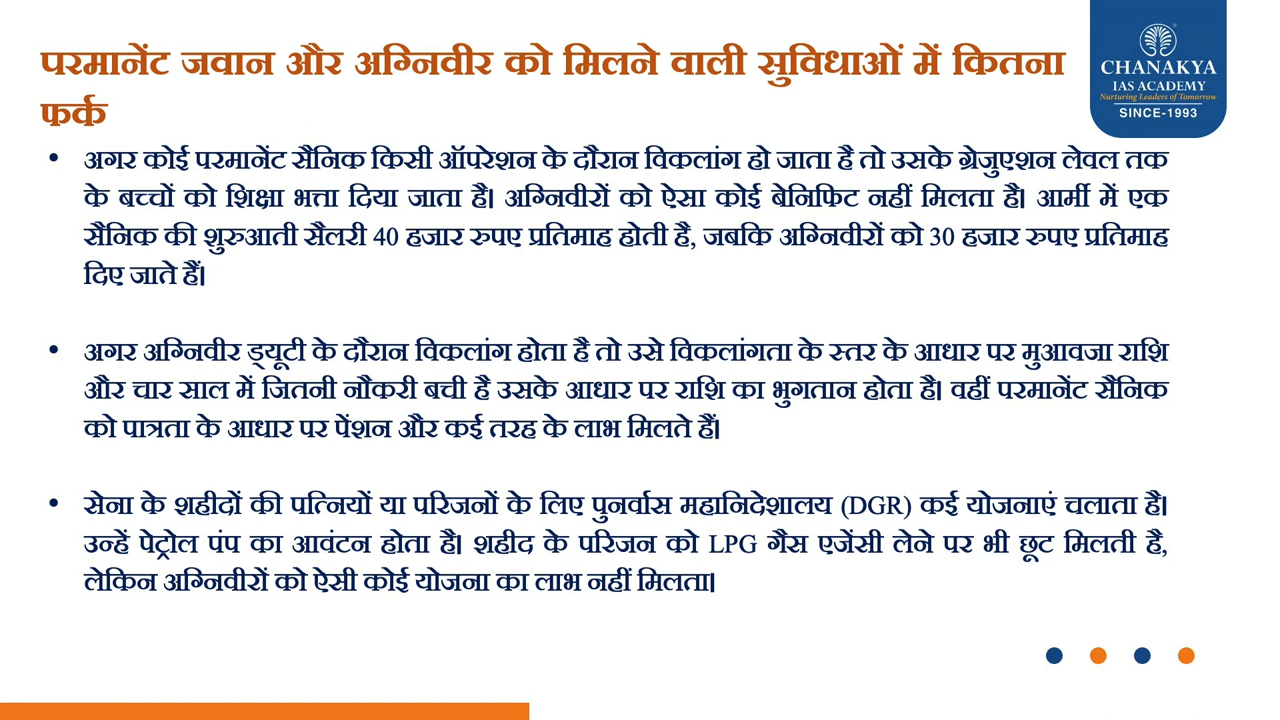 परमानेंट जवान और अग्निवीर को मिलने वाली सुविधाओं में कितना
फर्क
CHANAKYA
IAS ACADEMY
Nurturing Leaders of Tomorrow
SINCE-1993
• अगर कोई परमानेंट सैनिक किसी ऑपरेशन के दौरान विकलांग हो जाता है तो उसके ग्रेजुएशन लेवल तक
के बच्चों को शिक्षा भत्ता दिया जाता है। अग्निवीरों को ऐसा कोई बेनिफिट नहीं मिलता है। आर्मी में एक
सैनिक की शुरुआती सैलरी 40 हजार रुपए प्रतिमाह होती है, जबकि अग्निवीरों को 30 हजार रुपए प्रतिमाह
दिए जाते हैं।
• अगर अग्निवीर ड्यूटी के दौरान विकलांग होता है तो उसे विकलांगता के स्तर के आधार पर मुआवजा राशि
और चार साल में जितनी नौकरी बची है उसके आधार पर राशि का भुगतान होता है। वहीं परमानेंट सैनिक
को पात्रता के आधार पर पेंशन और कई तरह के लाभ मिलते हैं।
• सेना के शहीदों की पत्नियों या परिजनों के लिए पुनर्वास महानिदेशालय (DGR) कई योजनाएं चलाता है।
उन्हें पेट्रोल पंप का आवंटन होता है। शहीद के परिजन को LPG गैस एजेंसी लेने पर भी छूट मिलती है,
लेकिन अग्निवीरों को ऐसी कोई योजना का लाभ नहीं मिलता।